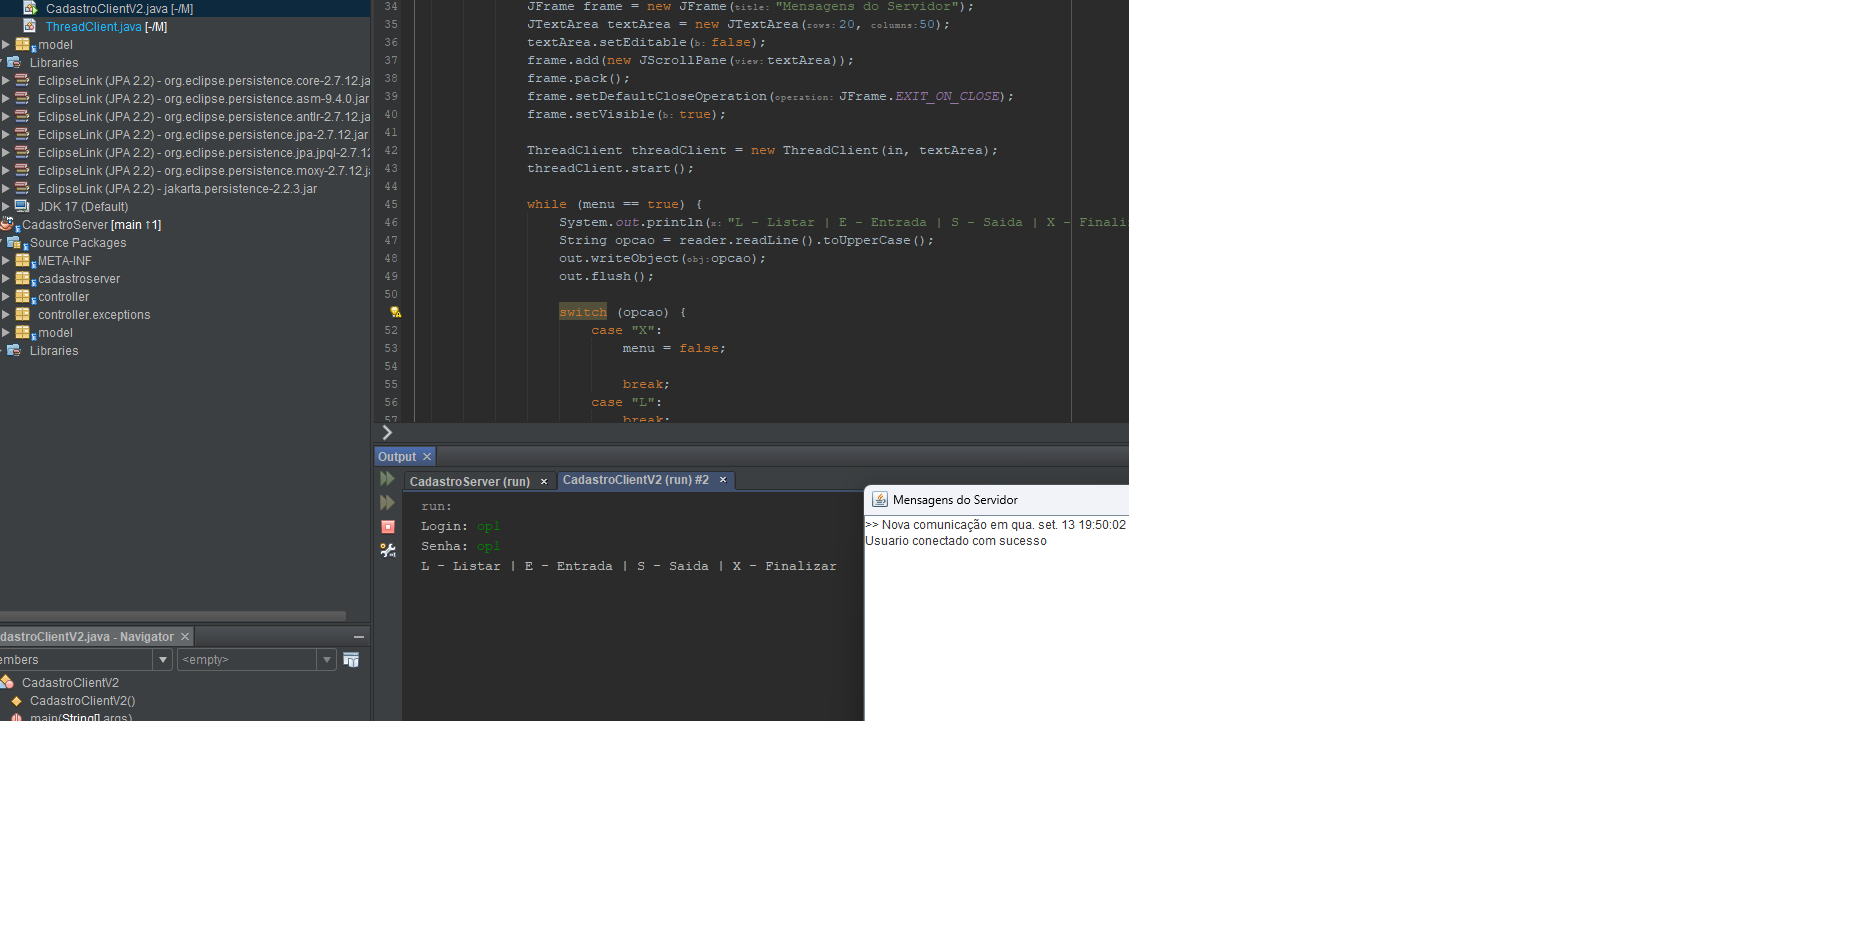 CadastroClientV2.java [-/M]
ThreadClient.java [-/M]
model
Libraries
EclipseLink (JPA 2.2) - org.eclipse.persistence.core-2.7.12.ja
EclipseLink (JPA 2.2) - org.eclipse.persistence.asm-9.4.0.jar
EclipseLink (JPA 2.2) - org.eclipse.persistence.antlr-2.7.12.ja
EclipseLink (JPA 2.2) - org.eclipse.persistence.jpa-2.7.12.jar
EclipseLink (JPA 2.2) - org.eclipse.persistence.jpa.jpql-2.7.12
EclipseLink (JPA 2.2) - org.eclipse.persistence.moxy-2.7.12.j
EclipseLink (JPA 2.2) - jakarta.persistence-2.2.3.jar
JDK 17 (Default)
CadastroServer [main ↑1]
Source Packages
META-INF
cadastroserver
controller
controller.exceptions
model
Libraries
dastroClientV2.java - Navigator
embers
<empty>
CadastroClientV2
CadastroClientV2()
main(String[] args)
34 JFrame frame = new JFrame(title: "Mensagens do Servidor");
35 JTextArea textArea = new JTextArea(rows: 20, columns: 50);
36 textArea.setEditable(b: false);
37 frame.add(new JScrollPane(view: textArea));
38 frame.pack();
39 frame.setDefaultCloseOperation(operation: JFrame.EXIT_ON_CLOSE);
40 frame.setVisible(b: true);
41
42 ThreadClient threadClient = new ThreadClient(in, textArea);
43 threadClient.start();
44
45 while (menu == true) {
46 System.out.println(x: "L - Listar | E - Entrada | S - Saida | X - Finali
47 String opcao = reader.readLine().toUpperCase();
48 out.writeObject(obj: opcao);
49 out.flush();
50
switch (opcao) {
52 case "X":
53 menu = false;
54
55 break;
56 case "L":
57 break;
Output
CadastroServer (run)
CadastroClientV2 (run) #2
run:
Login: op1
Senha: op1
L - Listar | E - Entrada | S - Saida | X - Finalizar
Mensagens do Servidor
>> Nova comunicação em qua. set. 13 19:50:02
Usuario conectado com sucesso